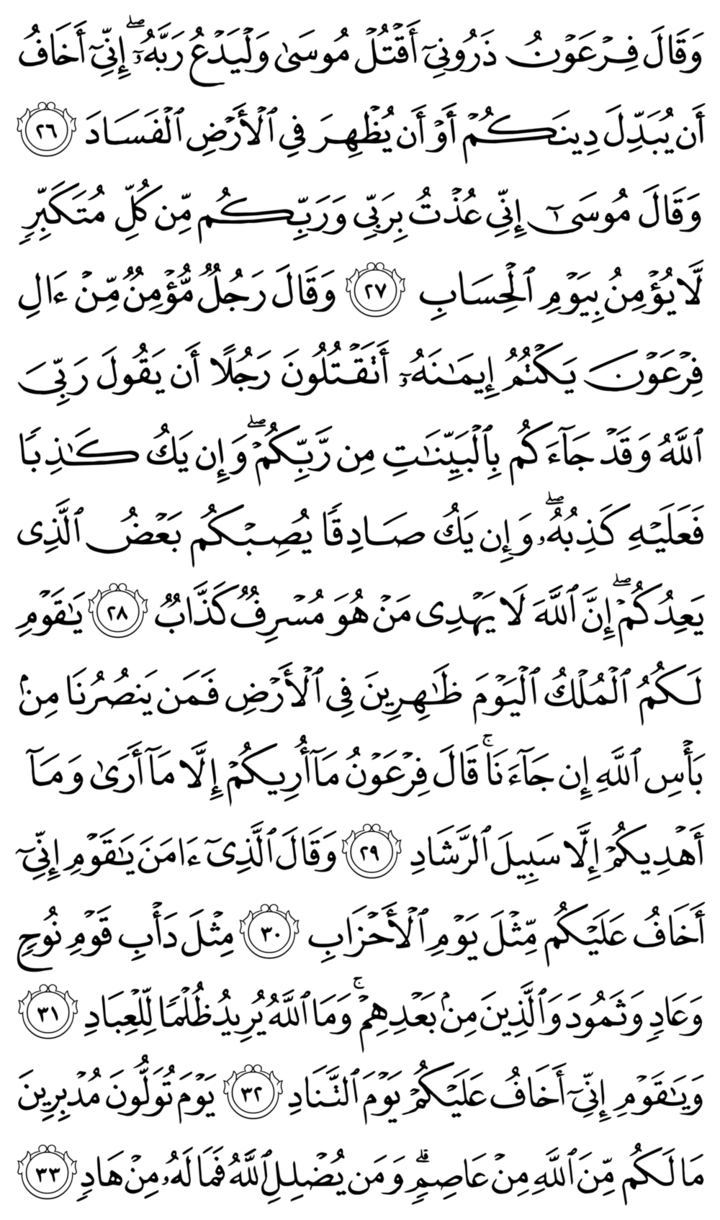 وَقَالَ فِرۡعَوۡنُ ذَرُونِيٓ أَقۡتُلۡ مُوسَىٰ وَلۡيَدۡعُ رَبَّهُۥٓۖ إِنِّيٓ أَخَافُ
أَن يُبَدِّلَ دِينَكُمۡ أَوۡ أَن يُظۡهِرَ فِي ٱلۡأَرۡضِ ٱلۡفَسَادَ ٢٦
وَقَالَ مُوسَىٰٓ إِنِّي عُذۡتُ بِرَبِّي وَرَبِّكُم مِّن كُلِّ مُتَكَبِّرٖ
لَّا يُؤۡمِنُ بِيَوۡمِ ٱلۡحِسَابِ ٢٧ وَقَالَ رَجُلٞ مُّؤۡمِنٞ مِّنۡ ءَالِ
فِرۡعَوۡنَ يَكۡتُمُ إِيمَٰنَهُۥٓ أَتَقۡتُلُونَ رَجُلًا أَن يَقُولَ رَبِّيَ
ٱللَّهُ وَقَدۡ جَآءَكُم بِٱلۡبَيِّنَٰتِ مِن رَّبِّكُمۡۖ وَإِن يَكُ كَٰذِبٗا
فَعَلَيۡهِ كَذِبُهُۥۖ وَإِن يَكُ صَادِقٗا يُصِبۡكُم بَعۡضُ ٱلَّذِي
يَعِدُكُمۡۖ إِنَّ ٱللَّهَ لَا يَهۡدِي مَنۡ هُوَ مُسۡرِفٞ كَذَّابٞ ٢٨ يَٰقَوۡمِ
لَكُمُ ٱلۡمُلۡكُ ٱلۡيَوۡمَ ظَٰهِرِينَ فِي ٱلۡأَرۡضِ فَمَن يَنصُرُنَا مِنۢ
بَأۡسِ ٱللَّهِ إِن جَآءَنَاۚ قَالَ فِرۡعَوۡنُ مَآ أُرِيكُمۡ إِلَّا مَآ أَرَىٰ وَمَآ
أَهۡدِيكُمۡ إِلَّا سَبِيلَ ٱلرَّشَادِ ٢٩ وَقَالَ ٱلَّذِيٓ ءَامَنَ يَٰقَوۡمِ إِنِّيٓ
أَخَافُ عَلَيۡكُم مِّثۡلَ يَوۡمِ ٱلۡأَحۡزَابِ ٣٠ مِثۡلَ دَأۡبِ قَوۡمِ نُوحٖ
وَعَادٖ وَثَمُودَ وَٱلَّذِينَ مِنۢ بَعۡدِهِمۡۚ وَمَا ٱللَّهُ يُرِيدُ ظُلۡمٗا لِّلۡعِبَادِ ٣١
وَيَٰقَوۡمِ إِنِّيٓ أَخَافُ عَلَيۡكُمۡ يَوۡمَ ٱلتَّنَادِ ٣٢ يَوۡمَ تُوَلُّونَ مُدۡبِرِينَ
مَا لَكُم مِّنَ ٱللَّهِ مِنۡ عَاصِمٖۗ وَمَن يُضۡلِلِ ٱللَّهُ فَمَا لَهُۥ مِنۡ هَادٖ ٣٣